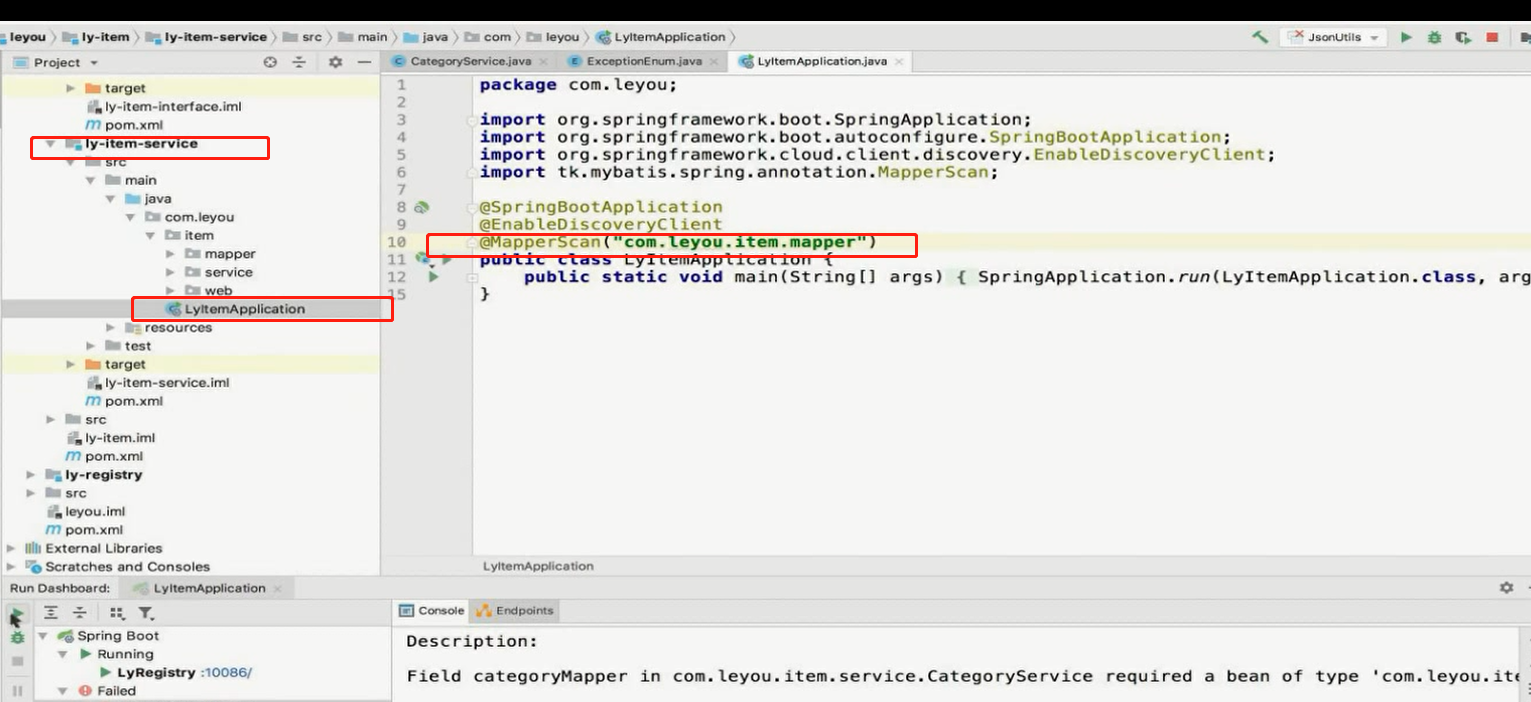 leyou ly-item ly-item-service src main java com leyou LyItemApplication JsonUtils
Project CategoryService.java ExceptionEnum.java LyItemApplication.java
target
ly-item-interface.iml
pom.xml
ly-item-service
src
main
java
com.leyou
item
mapper
service
web
LyItemApplication
resources
test
target
ly-item-service.iml
pom.xml
src
ly-item.iml
pom.xml
ly-registry
src
leyou.iml
pom.xml
External Libraries
Scratches and Consoles
1 package com.leyou;
2
3 import org.springframework.boot.SpringApplication;
4 import org.springframework.boot.autoconfigure.SpringBootApplication;
5 import org.springframework.cloud.client.discovery.EnableDiscoveryClient;
6 import tk.mybatis.spring.annotation.MapperScan;
7
8 @SpringBootApplication
9 @EnableDiscoveryClient
10 @MapperScan("com.leyou.item.mapper")
11 public class LyItemApplication {
12 public static void main(String[] args) { SpringApplication.run(LyItemApplication.class, arg
15 }
LyItemApplication
Run Dashboard: LyItemApplication
Console Endpoints
Spring Boot
Running
LyRegistry :10086/
Failed
Description:
Field categoryMapper in com.leyou.item.service.CategoryService required a bean of type 'com.leyou.ite